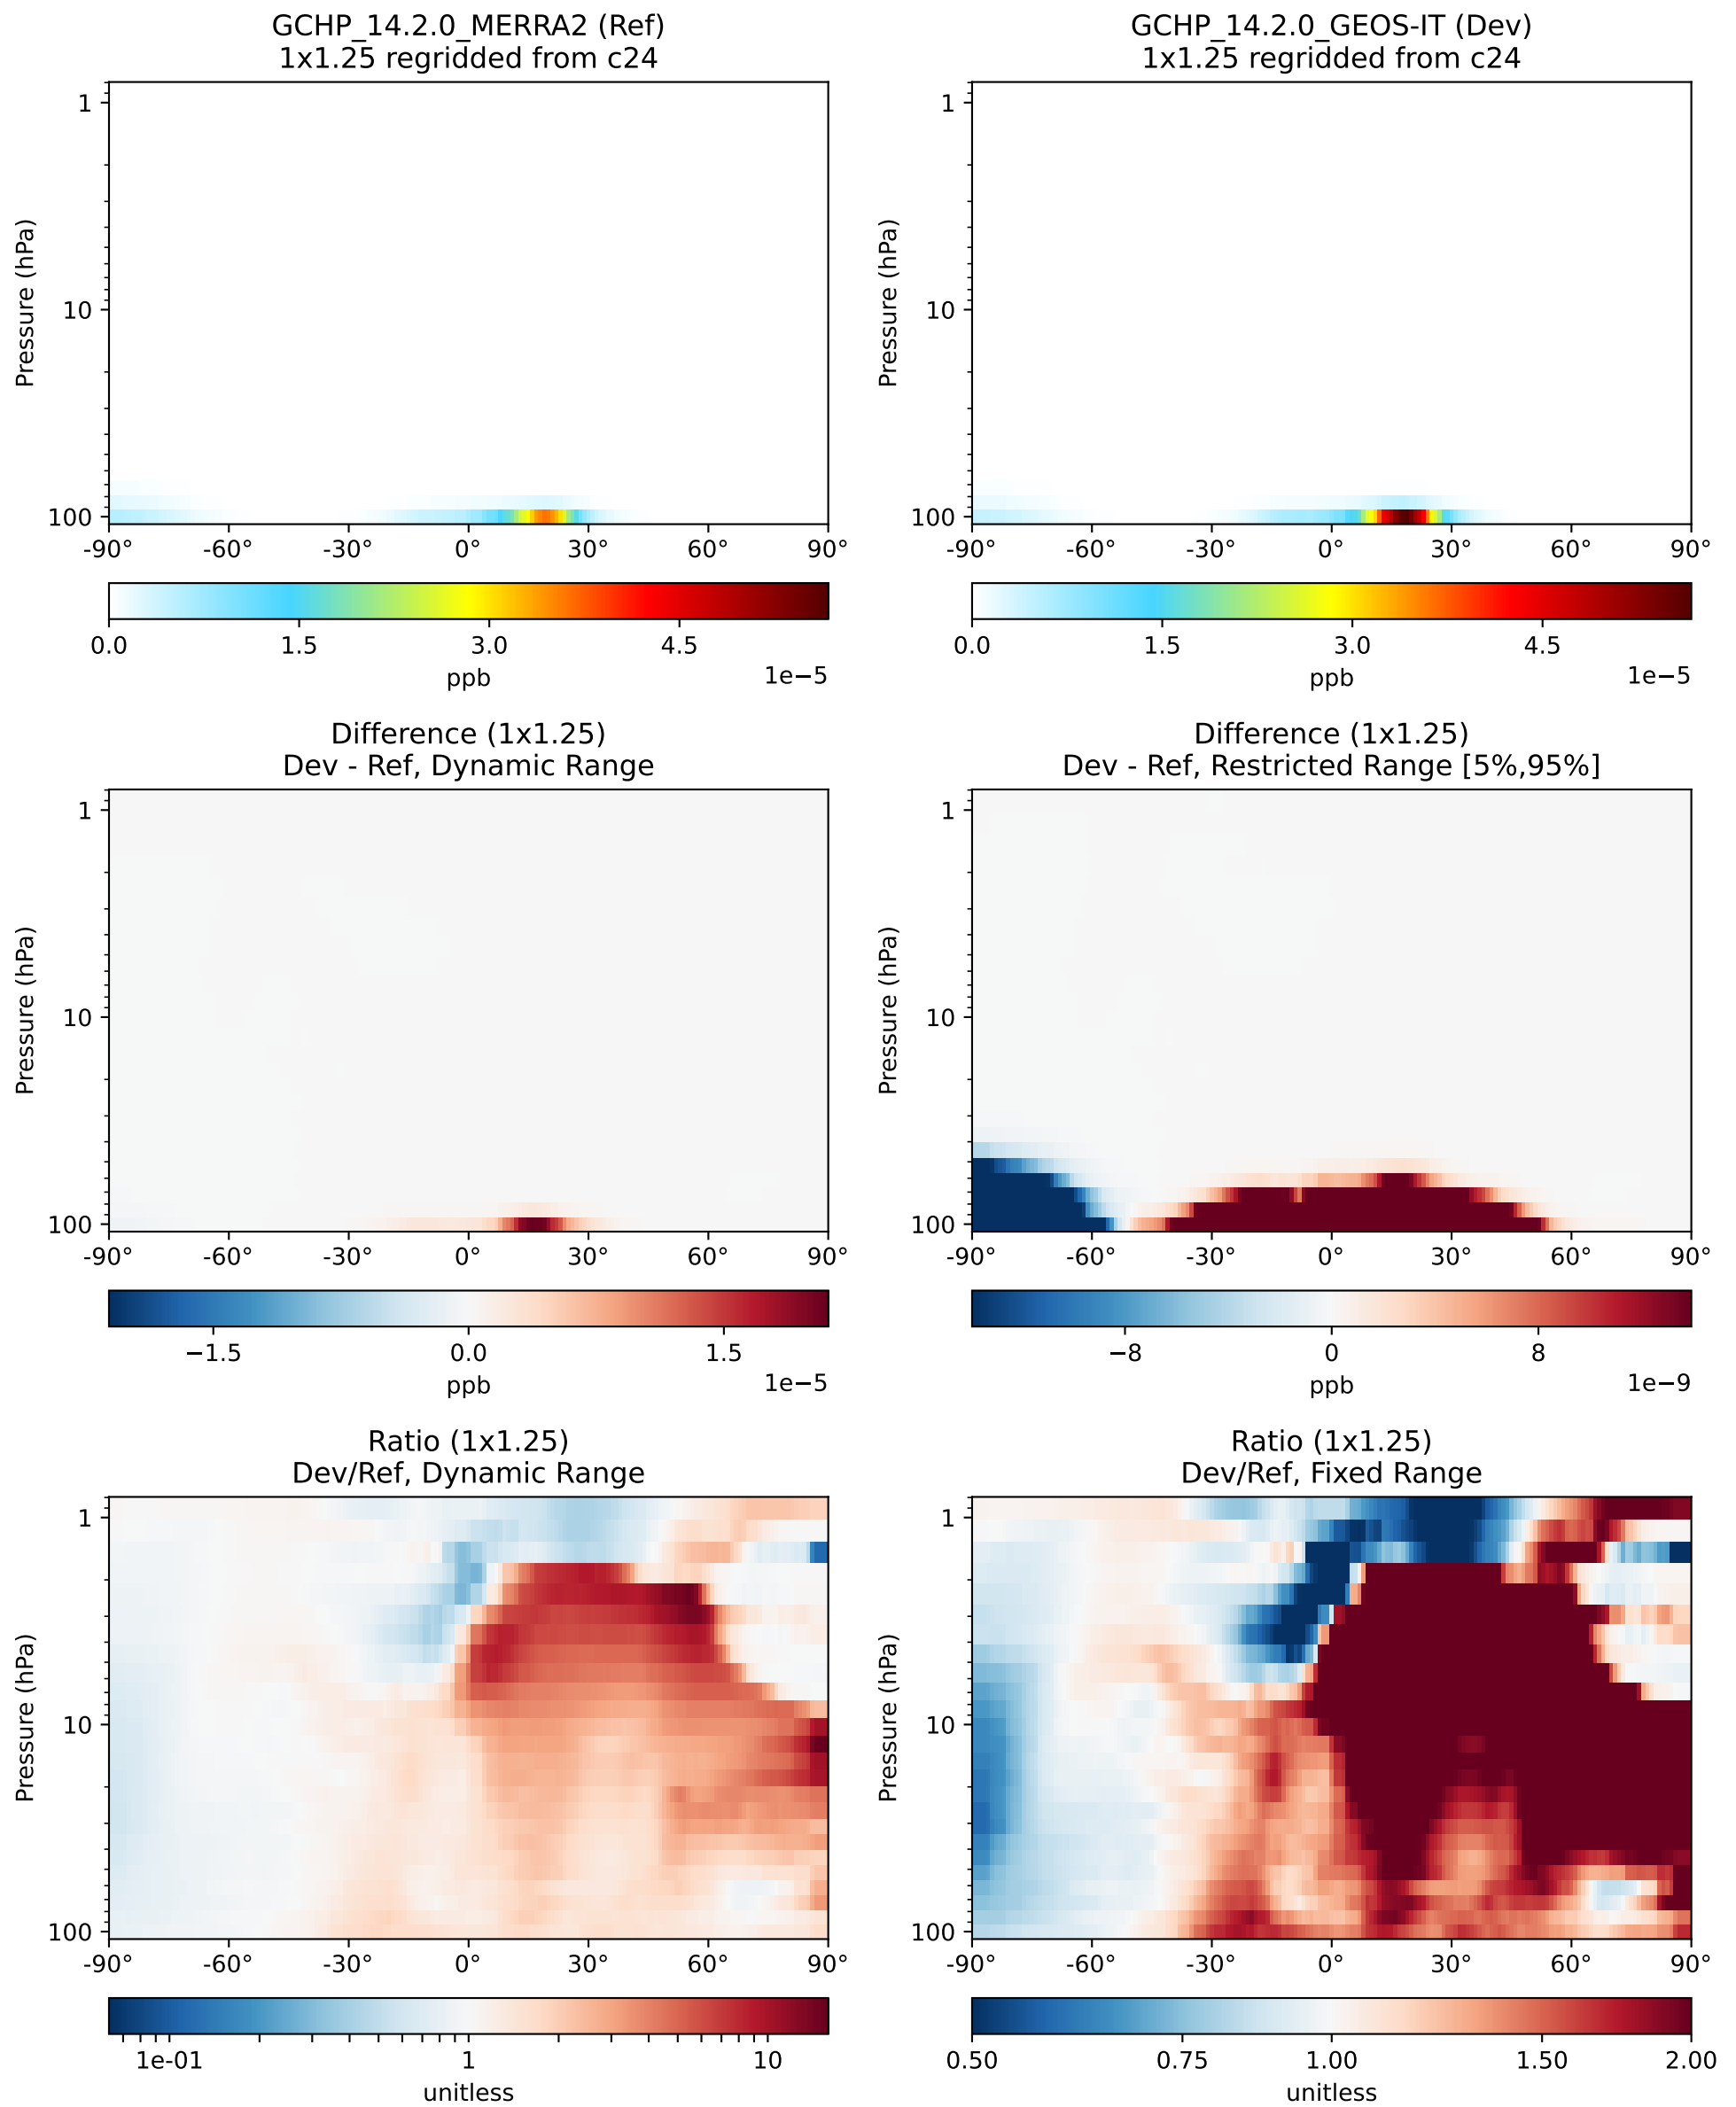 GCHP_14.2.0_MERRA2 (Ref)
1x1.25 regridded from c24
Pressure (hPa)
1
10
100
-90° -60° -30° 0° 30° 60° 90°
0.0 1.5 3.0 4.5
1e−5
ppb
GCHP_14.2.0_GEOS-IT (Dev)
1x1.25 regridded from c24
Pressure (hPa)
1
10
100
-90° -60° -30° 0° 30° 60° 90°
0.0 1.5 3.0 4.5
1e−5
ppb
Difference (1x1.25)
Dev - Ref, Dynamic Range
Pressure (hPa)
1
10
100
-90° -60° -30° 0° 30° 60° 90°
−1.5 0.0 1.5
1e−5
ppb
Difference (1x1.25)
Dev - Ref, Restricted Range [5%,95%]
Pressure (hPa)
1
10
100
-90° -60° -30° 0° 30° 60° 90°
−8 0 8
1e−9
ppb
Ratio (1x1.25)
Dev/Ref, Dynamic Range
Pressure (hPa)
1
10
100
-90° -60° -30° 0° 30° 60° 90°
1e-01 1 10
unitless
Ratio (1x1.25)
Dev/Ref, Fixed Range
Pressure (hPa)
1
10
100
-90° -60° -30° 0° 30° 60° 90°
0.50 0.75 1.00 1.50 2.00
unitless